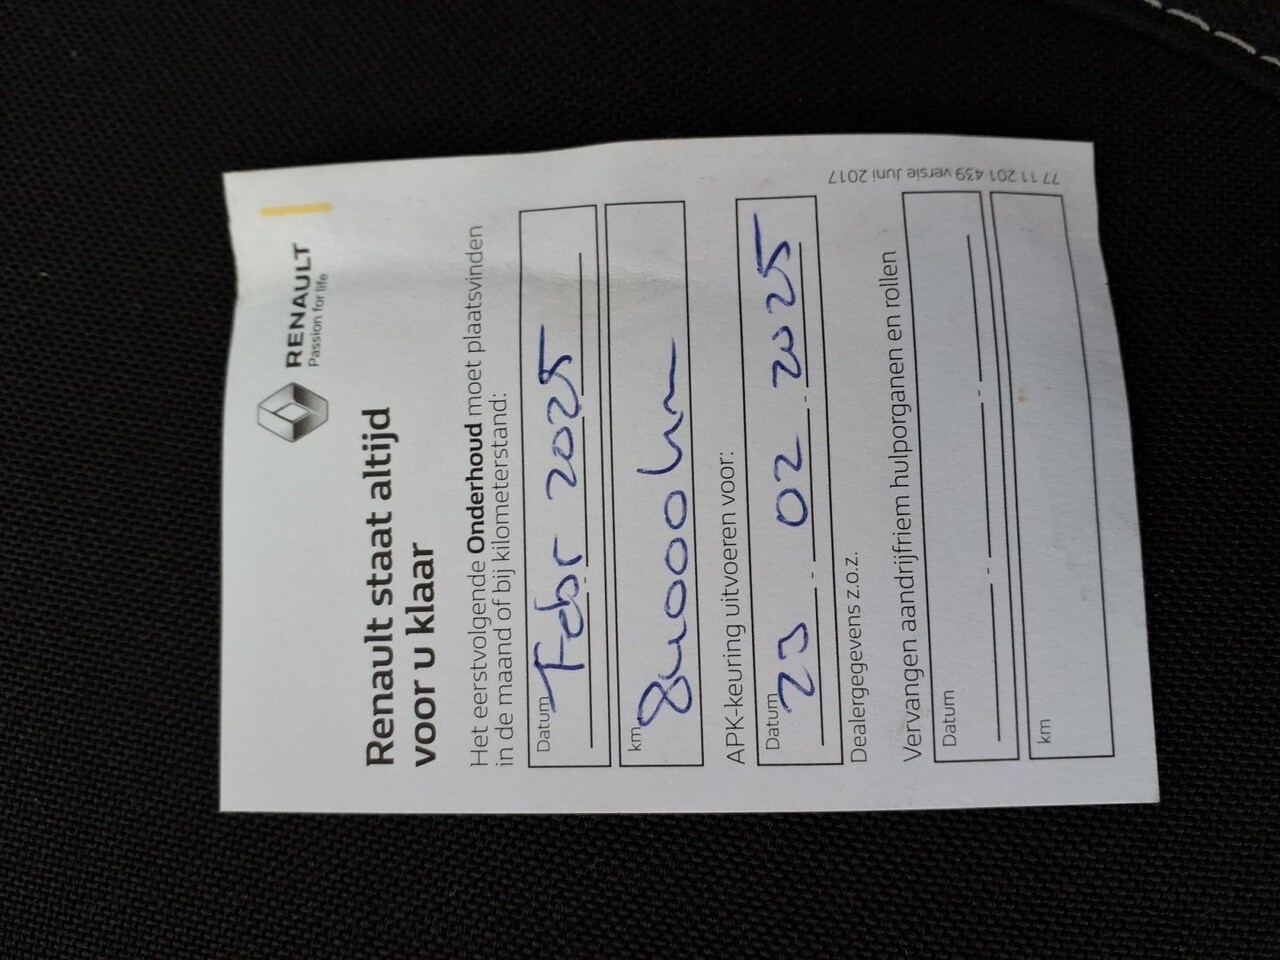 RENAULT
Passion for life
Renault staat altijd
voor u klaar
Het eerstvolgende Onderhoud moet plaatsvinden
in de maand of bij kilometerstand:
Datum Febr 2025
km 84000 km
APK-keuring uitvoeren voor:
Datum 23 - 02 - 2025
Dealergegevens z.o.z.
Vervangen aandrijfriem hulporganen en rollen
Datum
km
77 11 201 439 versie Juni 2017